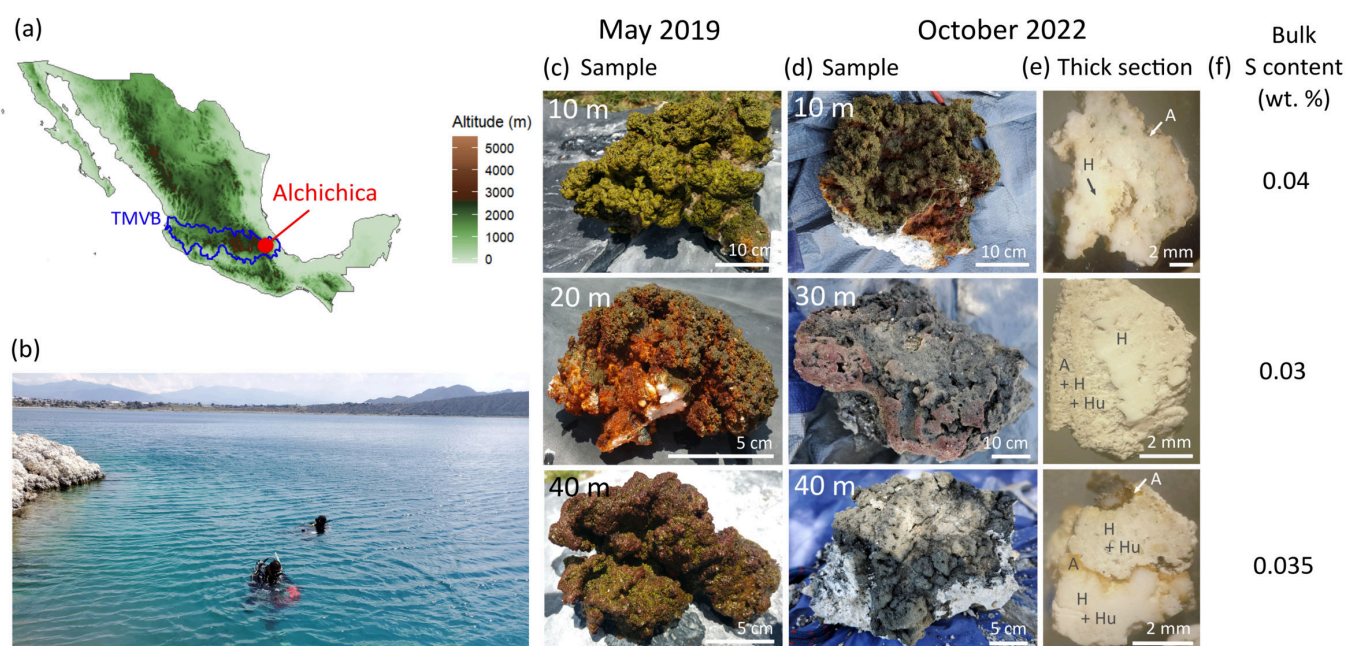 (a)
Altitude (m)
5000
4000
3000
2000
1000
0
Alchichica
TMVB
(b)
May 2019
October 2022
Bulk
(c) Sample
(d) Sample
(e) Thick section
(f) S content
(wt. %)
10 m
10 cm
10 m
10 cm
A
H
2 mm
0.04
20 m
5 cm
30 m
10 cm
H
A
+ H
+ Hu
2 mm
0.03
40 m
5 cm
40 m
5 cm
A
H
+ Hu
A
H
+ Hu
2 mm
0.035